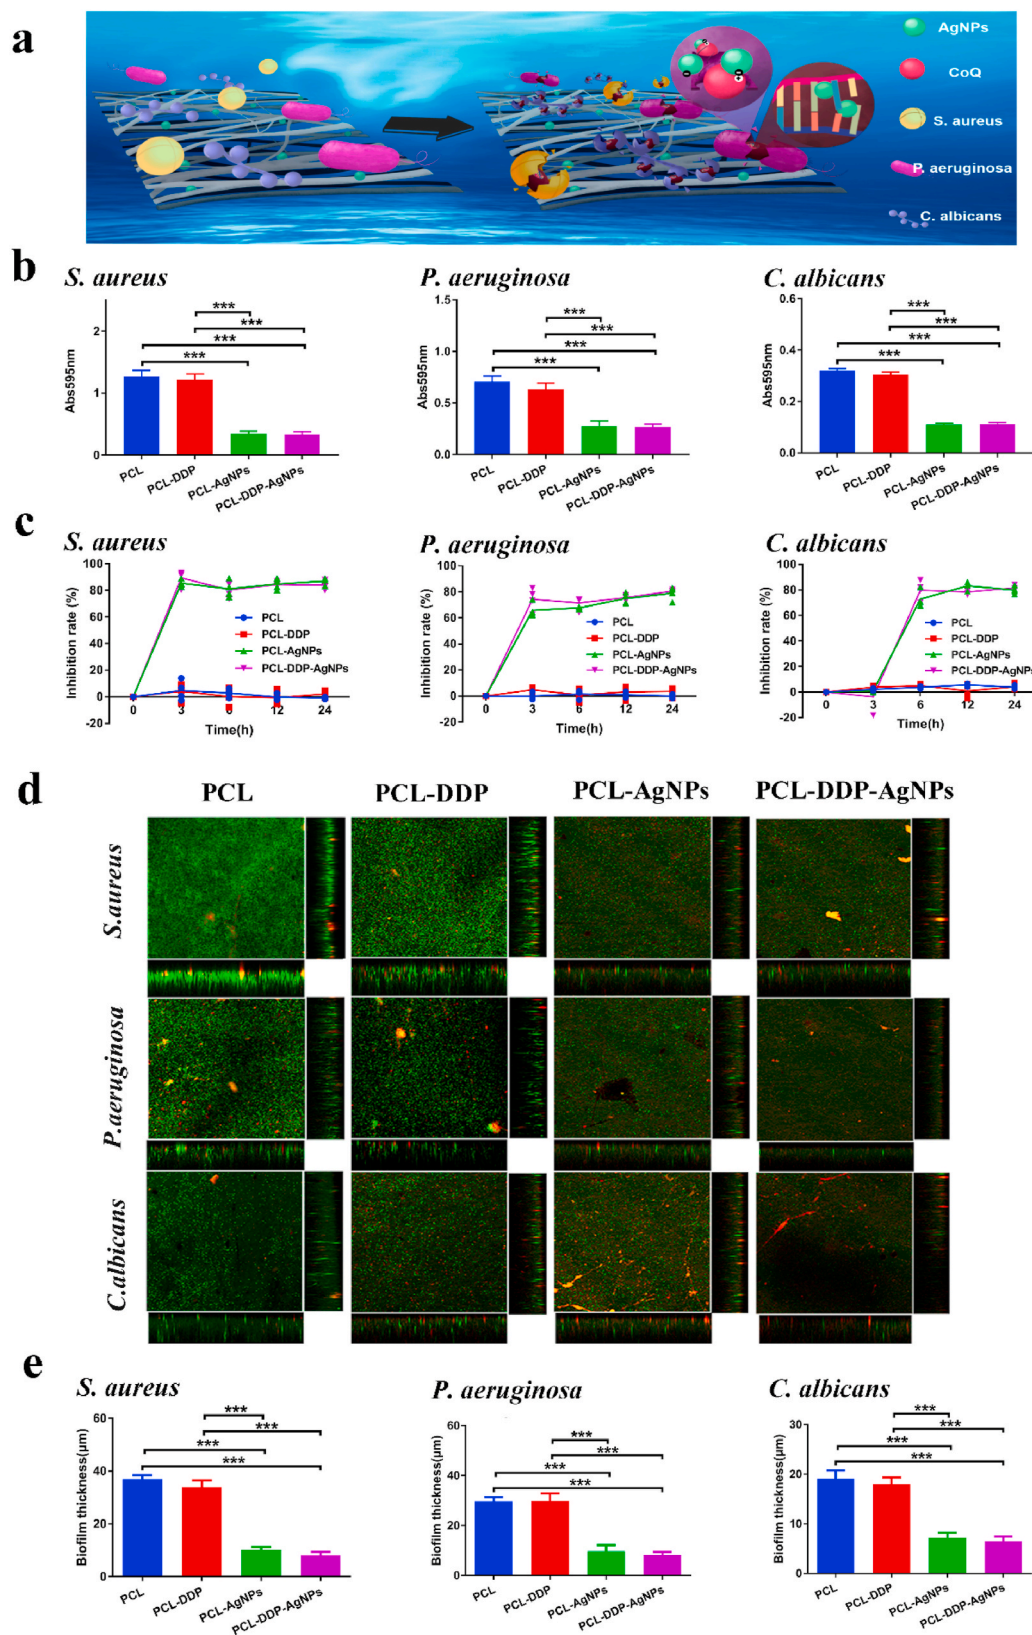 a
AgNPs
CoQ
S. aureus
P. aeruginosa
C. albicans
b
S. aureus
Abs595nm
2
1
0
***
***
***
***
PCL
PCL-DDP
PCL-AgNPs
PCL-DDP-AgNPs
P. aeruginosa
Abs595nm
1.5
1.0
0.5
0.0
***
***
***
***
PCL
PCL-DDP
PCL-AgNPs
PCL-DDP-AgNPs
C. albicans
Abs595nm
0.6
0.4
0.2
0.0
***
***
***
***
PCL
PCL-DDP
PCL-AgNPs
PCL-DDP-AgNPs
c
S. aureus
Inhibition rate (%)
100
80
60
40
20
0
-20
PCL
PCL-DDP
PCL-AgNPs
PCL-DDP-AgNPs
0 3 6 12 24
Time(h)
P. aeruginosa
Inhibition rate (%)
100
80
60
40
20
0
-20
PCL
PCL-DDP
PCL-AgNPs
PCL-DDP-AgNPs
0 3 6 12 24
Time(h)
C. albicans
Inhibition rate (%)
100
80
60
40
20
0
-20
PCL
PCL-DDP
PCL-AgNPs
PCL-DDP-AgNPs
0 3 6 12 24
Time(h)
d
PCL PCL-DDP PCL-AgNPs PCL-DDP-AgNPs
S.aureus
P.aeruginosa
C.albicans
e
S. aureus
Biofilm thickness(μm)
60
40
20
0
***
***
***
***
PCL
PCL-DDP
PCL-AgNPs
PCL-DDP-AgNPs
P. aeruginosa
Biofilm thickness(μm)
60
40
20
0
***
***
***
***
PCL
PCL-DDP
PCL-AgNPs
PCL-DDP-AgNPs
C. albicans
Biofilm thickness(μm)
30
20
10
0
***
***
***
***
PCL
PCL-DDP
PCL-AgNPs
PCL-DDP-AgNPs